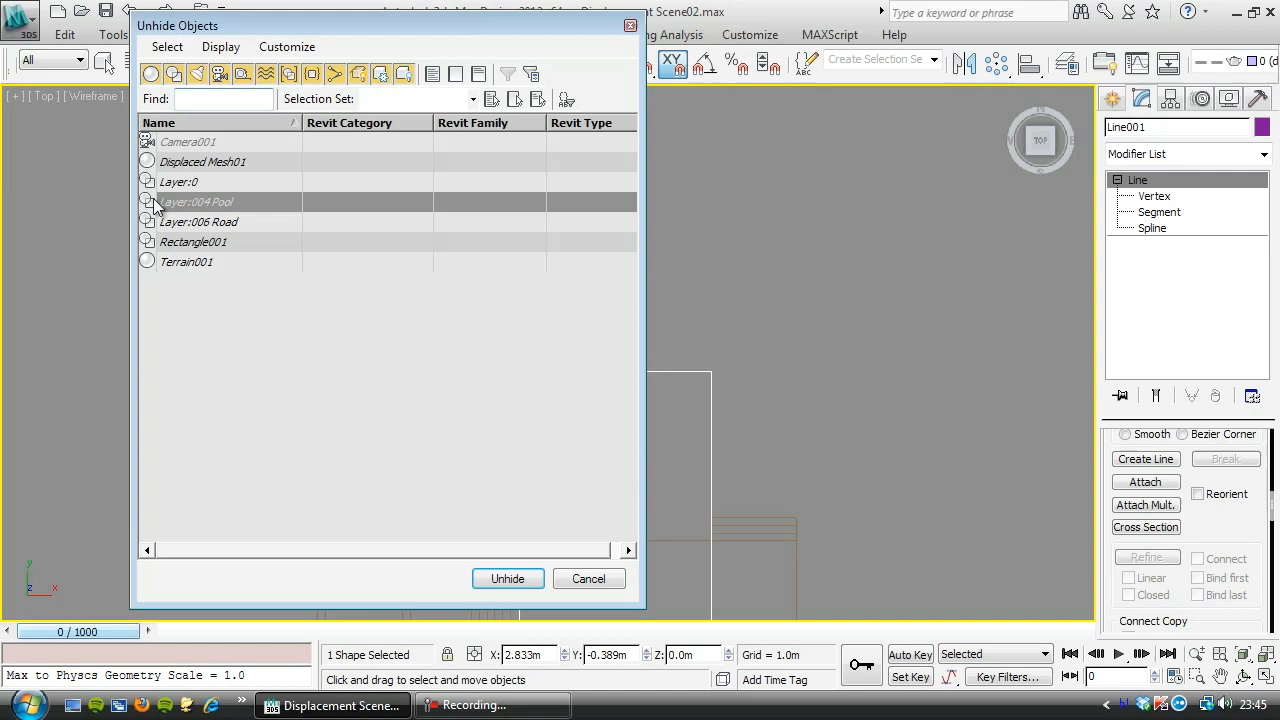 Unhide Objects
Scene02.max
Type a keyword or phrase
3DS
Edit
Tools
Select
Display
Customize
Analysis
Customize
MAXScript
Help
All
XY
Create Selection Se
0 (d
Find:
Selection Set:
[ + ] [ Top ] [ Wireframe ]
Name
Revit Category
Revit Family
Revit Type
Camera001
Displaced Mesh01
Layer:0
Layer:004 Pool
Layer:006 Road
Rectangle001
Terrain001
Unhide
Cancel
TOP
Line001
Modifier List
Line
Vertex
Segment
Spline
Smooth
Bezier Corner
Create Line
Break
Attach
Reorient
Attach Mult.
Cross Section
Refine
Connect
Linear
Bind first
Closed
Bind last
Connect Copy
y
z
x
0 / 1000
1 Shape Selected
X: 2.833m
Y: -0.389m
Z: 0.0m
Grid = 1.0m
Auto Key
Selected
Max to Physcs Geometry Scale = 1.0
Click and drag to select and move objects
Add Time Tag
Set Key
Key Filters...
0
Displacement Scene...
Recording...
23:45